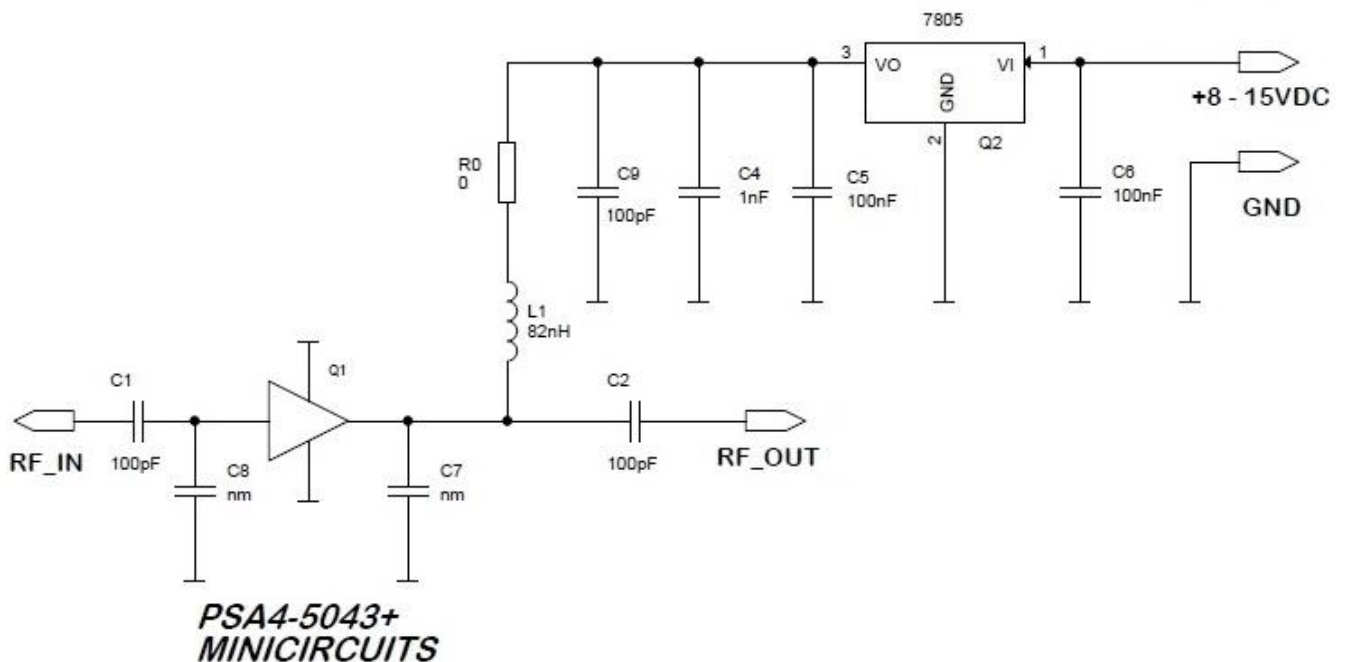 7805
3
VO
VI
1
GND
+8 - 15VDC
2
Q2
R0
0
C9
100pF
C4
1nF
C5
100nF
C6
100nF
GND
L1
82nH
C1
Q1
C2
RF_IN
100pF
C8
nm
C7
nm
100pF
RF_OUT
PSA4-5043+
MINICIRCUITS